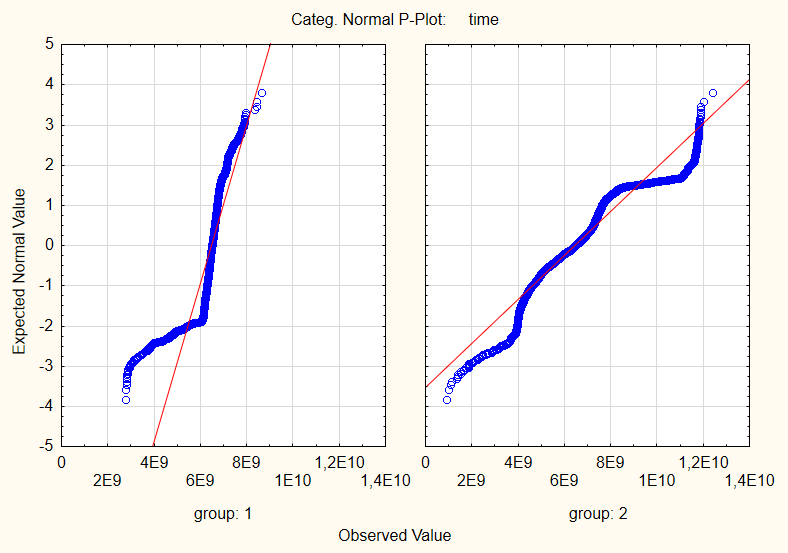 Categ. Normal P-Plot: time
Expected Normal Value
5
4
3
2
1
0
-1
-2
-3
-4
-5
0 4E9 8E9 1,2E10
2E9 6E9 1E10 1,4E10
0 4E9 8E9 1,2E10
2E9 6E9 1E10 1,4E10
group: 1
group: 2
Observed Value